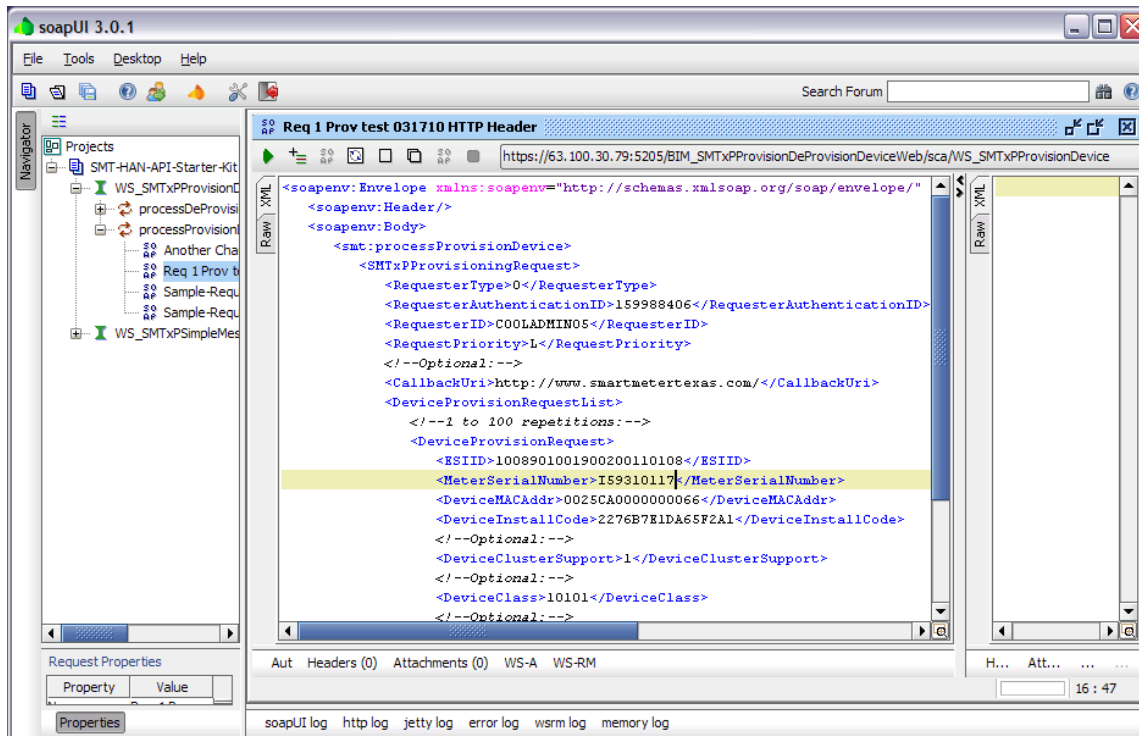 soapUI 3.0.1
File Tools Desktop Help
Search Forum
Navigator
Projects
SMT-HAN-API-Starter-Kit
WS_SMTxPProvisionD
processDeProvisi
processProvisionD
Another Cha
Req 1 Prov t
Sample-Requ
Sample-Requ
WS_SMTxPSimpleMes
Request Properties
Property Value
Properties
Req 1 Prov test 031710 HTTP Header
https://63.100.30.79:5205/BIM_SMTxPProvisionDeProvisionDeviceWeb/sca/WS_SMTxPProvisionDevice
XML
Raw
<soapenv:Envelope xmlns:soapenv="http://schemas.xmlsoap.org/soap/envelope/"
<soapenv:Header/>
<soapenv:Body>
<smt:processProvisionDevice>
<SMTxPProvisioningRequest>
<RequesterType>O</RequesterType>
<RequesterAuthenticationID>159988406</RequesterAuthenticationID>
<RequesterID>COOLADMIN05</RequesterID>
<RequestPriority>L</RequestPriority>
<!--Optional:-->
<CallbackUri>http://www.smartmetertexas.com/</CallbackUri>
<DeviceProvisionRequestList>
<!--1 to 100 repetitions:-->
<DeviceProvisionRequest>
<ESIID>1008901001900200110108</ESIID>
<MeterSerialNumber>I59310117</MeterSerialNumber>
<DeviceMACAddr>0025CA0000000066</DeviceMACAddr>
<DeviceInstallCode>2276B7E1DA65F2A1</DeviceInstallCode>
<!--Optional:-->
<DeviceClusterSupport>1</DeviceClusterSupport>
<!--Optional:-->
<DeviceClass>10101</DeviceClass>
<!--Optional:-->
XML
Raw
Aut Headers (0) Attachments (0) WS-A WS-RM
H... Att... ... ...
16 : 47
soapUI log http log jetty log error log wsrm log memory log